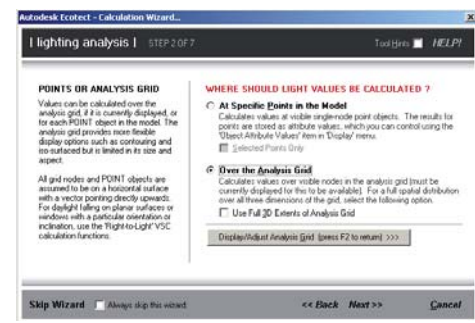 Autodesk Ecotect - Calculation Wizard...
| lighting analysis | STEP 2 OF 7
Tool Hints HELP!
POINTS OR ANALYSIS GRID
Values can be calculated over the
analysis grid, if it is currently displayed, or
for each POINT object in the model. The
analysis grid provides more flexible
display options such as contouring and
iso-surfaced but is limited in its size and
aspect.
All grid nodes and POINT objects are
assumed to be on a horizontal surface
with a vector pointing directly upwards.
For daylight falling on planar surfaces or
windows with a particular orientation or
inclination, use the 'Right-to-Light' VSC
calculation functions.
WHERE SHOULD LIGHT VALUES BE CALCULATED ?
At Specific Points in the Model
Calculates values at visible single-node point objects. The results for
points are stored as attribute values, which you can control using the
'Object Attribute Values' item in 'Display' menu.
Selected Points Only
Over the Analysis Grid
Calculates values over visible nodes in the analysis grid (must be
currently displayed for this to be available). For a full spatial distribution
over all three dimensions of the grid, select the following option.
Use Full 3D Extents of Analysis Grid
Display/Adjust Analysis Grid (press F2 to return) >>>
Skip Wizard Always skip this wizard.
<< Back Next >> Cancel